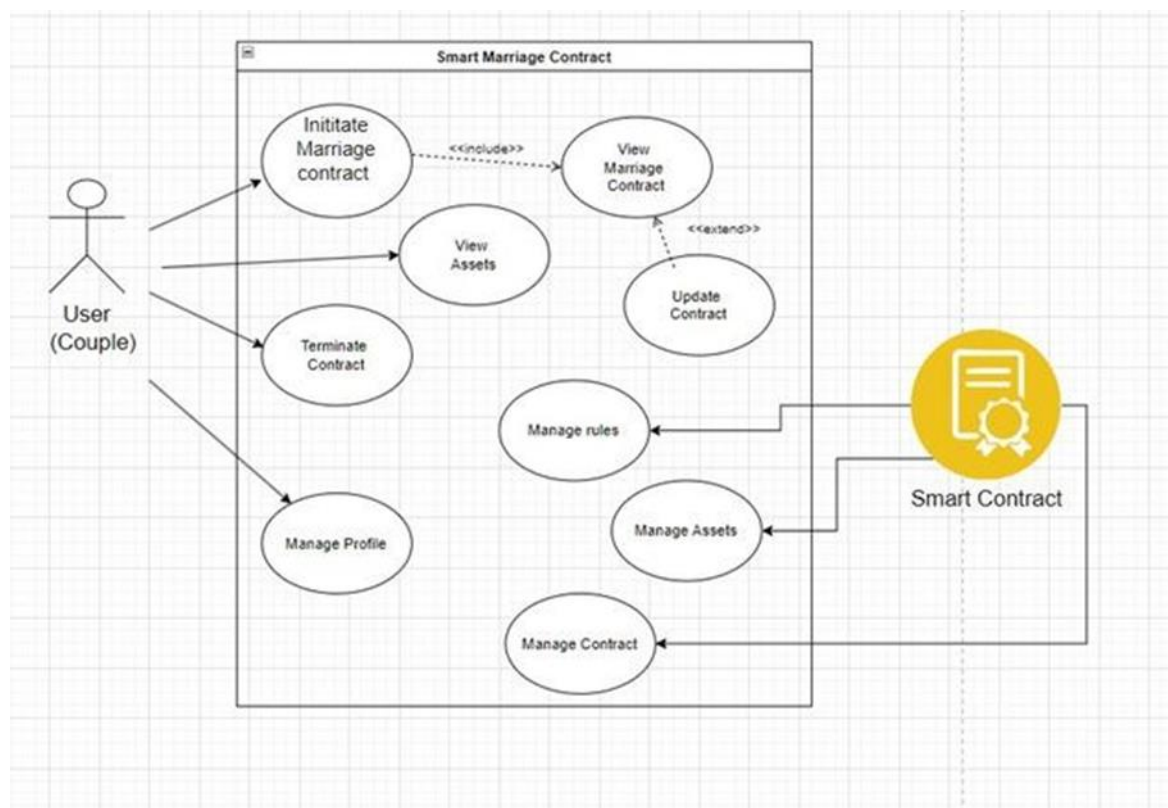 Smart Marriage Contract
Inititate
Marriage
contract
<<include>>
View
Marriage
Contract
<<extend>>
View
Assets
Update
Contract
User
(Couple)
Terminate
Contract
Manage rules
Smart Contract
Manage Assets
Manage Profile
Manage Contract